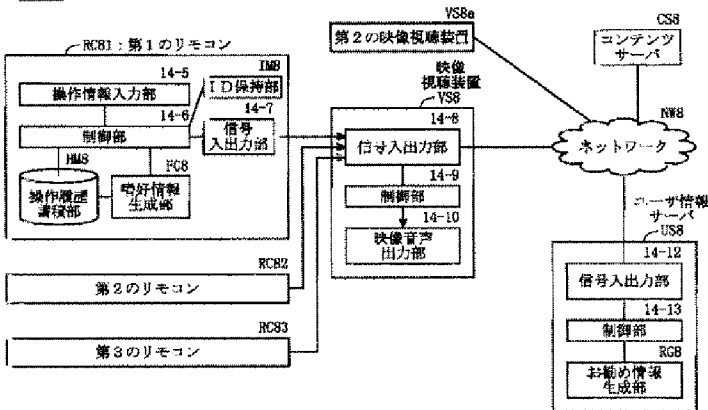 RC81:第1のリモコン
14-5
操作情報入力部
14-6
制御部
IM8
ID保持部
14-7
信号
入出力部
HM8
操作履歴
蓄積部
FG8
嗜好情報
生成部
RC82
第2のリモコン
RC83
第3のリモコン
VS8a
第2の映像視聴装置
映像
視聴装置
VS8
14-8
信号入出力部
14-9
制御部
14-10
映像音声
出力部
CS8
コンテンツ
サーバ
NW8
ネットワーク
ユーザ情報
サーバ
US8
14-12
信号入出力部
14-13
制御部
RG8
お勧め情報
生成部